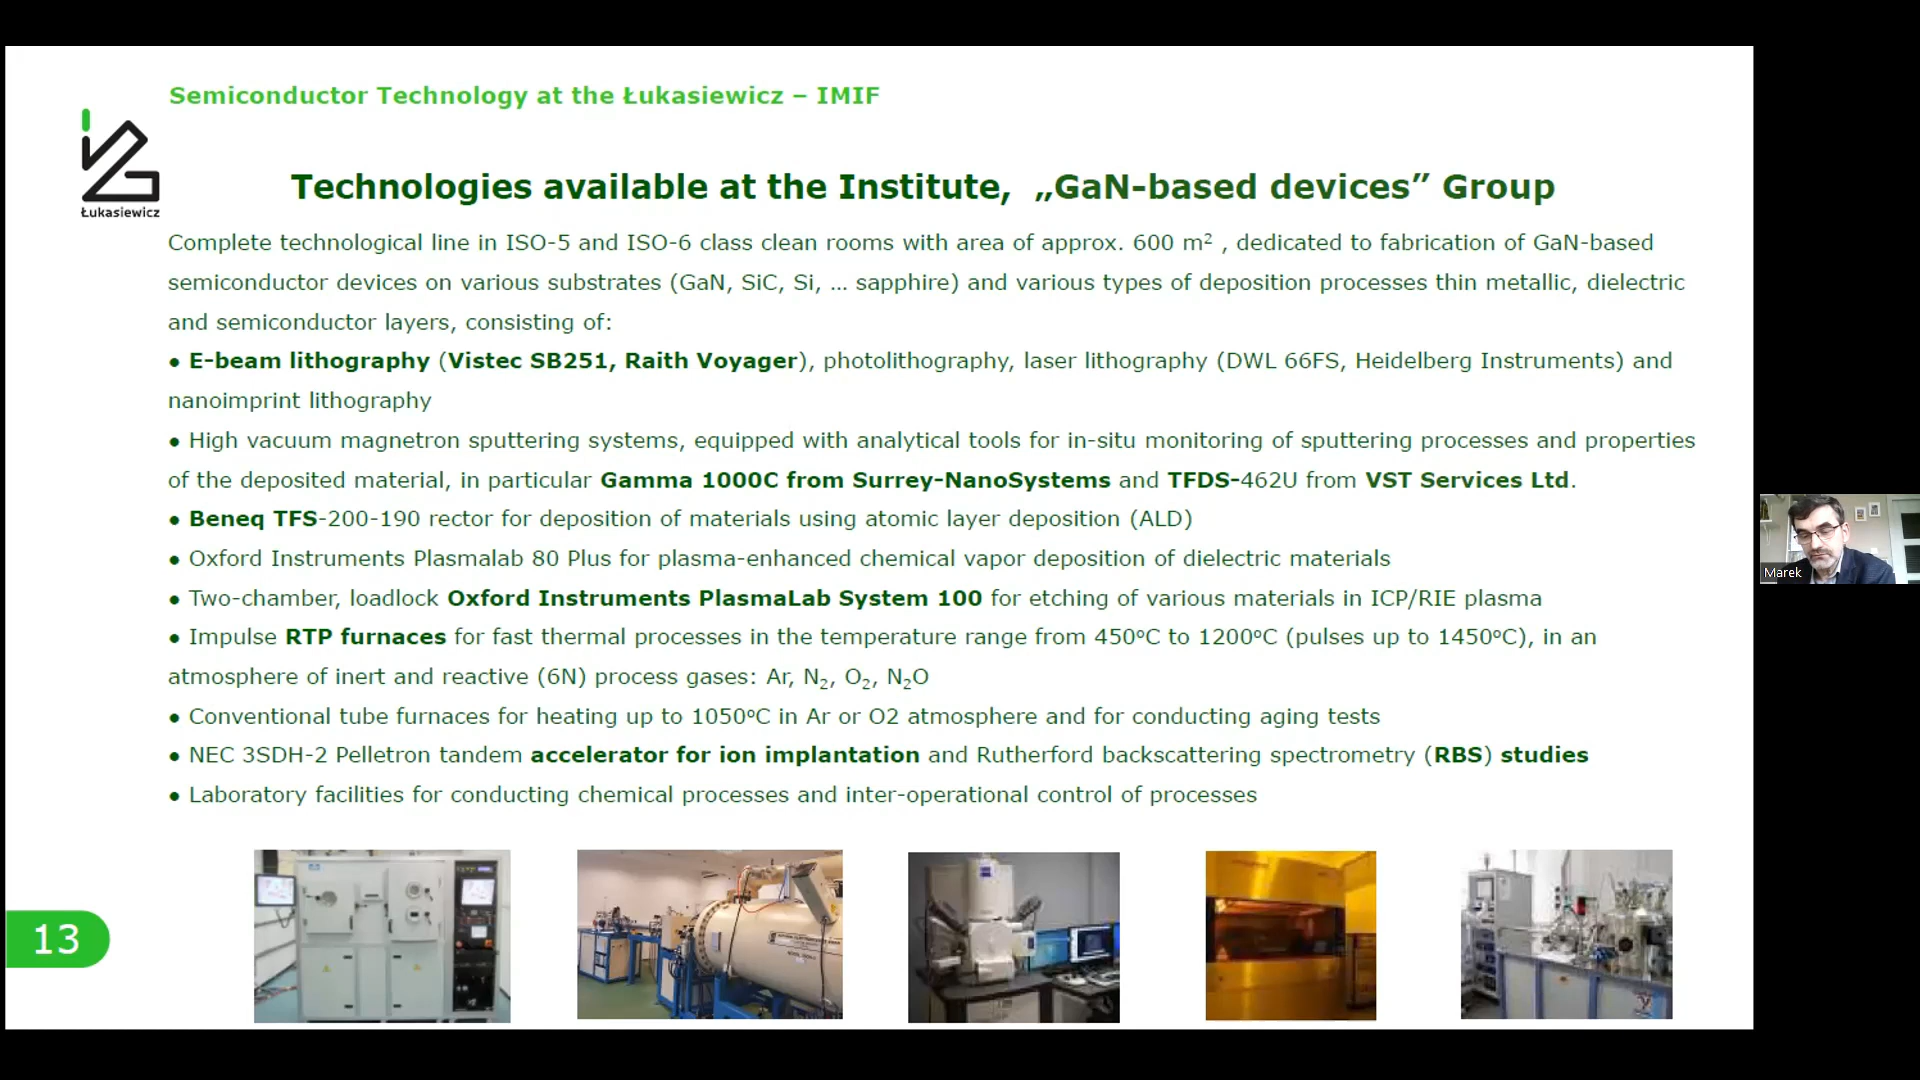 Semiconductor Technology at the Łukasiewicz – IMIF
Łukasiewicz
Technologies available at the Institute, „GaN-based devices” Group
Complete technological line in ISO-5 and ISO-6 class clean rooms with area of approx. 600 m² , dedicated to fabrication of GaN-based
semiconductor devices on various substrates (GaN, SiC, Si, … sapphire) and various types of deposition processes thin metallic, dielectric
and semiconductor layers, consisting of:
● E-beam lithography (Vistec SB251, Raith Voyager), photolithography, laser lithography (DWL 66FS, Heidelberg Instruments) and
nanoimprint lithography
● High vacuum magnetron sputtering systems, equipped with analytical tools for in-situ monitoring of sputtering processes and properties
of the deposited material, in particular Gamma 1000C from Surrey-NanoSystems and TFDS-462U from VST Services Ltd.
● Beneq TFS-200-190 rector for deposition of materials using atomic layer deposition (ALD)
● Oxford Instruments Plasmalab 80 Plus for plasma-enhanced chemical vapor deposition of dielectric materials
● Two-chamber, loadlock Oxford Instruments PlasmaLab System 100 for etching of various materials in ICP/RIE plasma
● Impulse RTP furnaces for fast thermal processes in the temperature range from 450ºC to 1200ºC (pulses up to 1450ºC), in an
atmosphere of inert and reactive (6N) process gases: Ar, N₂, O₂, N₂O
● Conventional tube furnaces for heating up to 1050ºC in Ar or O2 atmosphere and for conducting aging tests
● NEC 3SDH-2 Pelletron tandem accelerator for ion implantation and Rutherford backscattering spectrometry (RBS) studies
● Laboratory facilities for conducting chemical processes and inter-operational control of processes
13
Marek